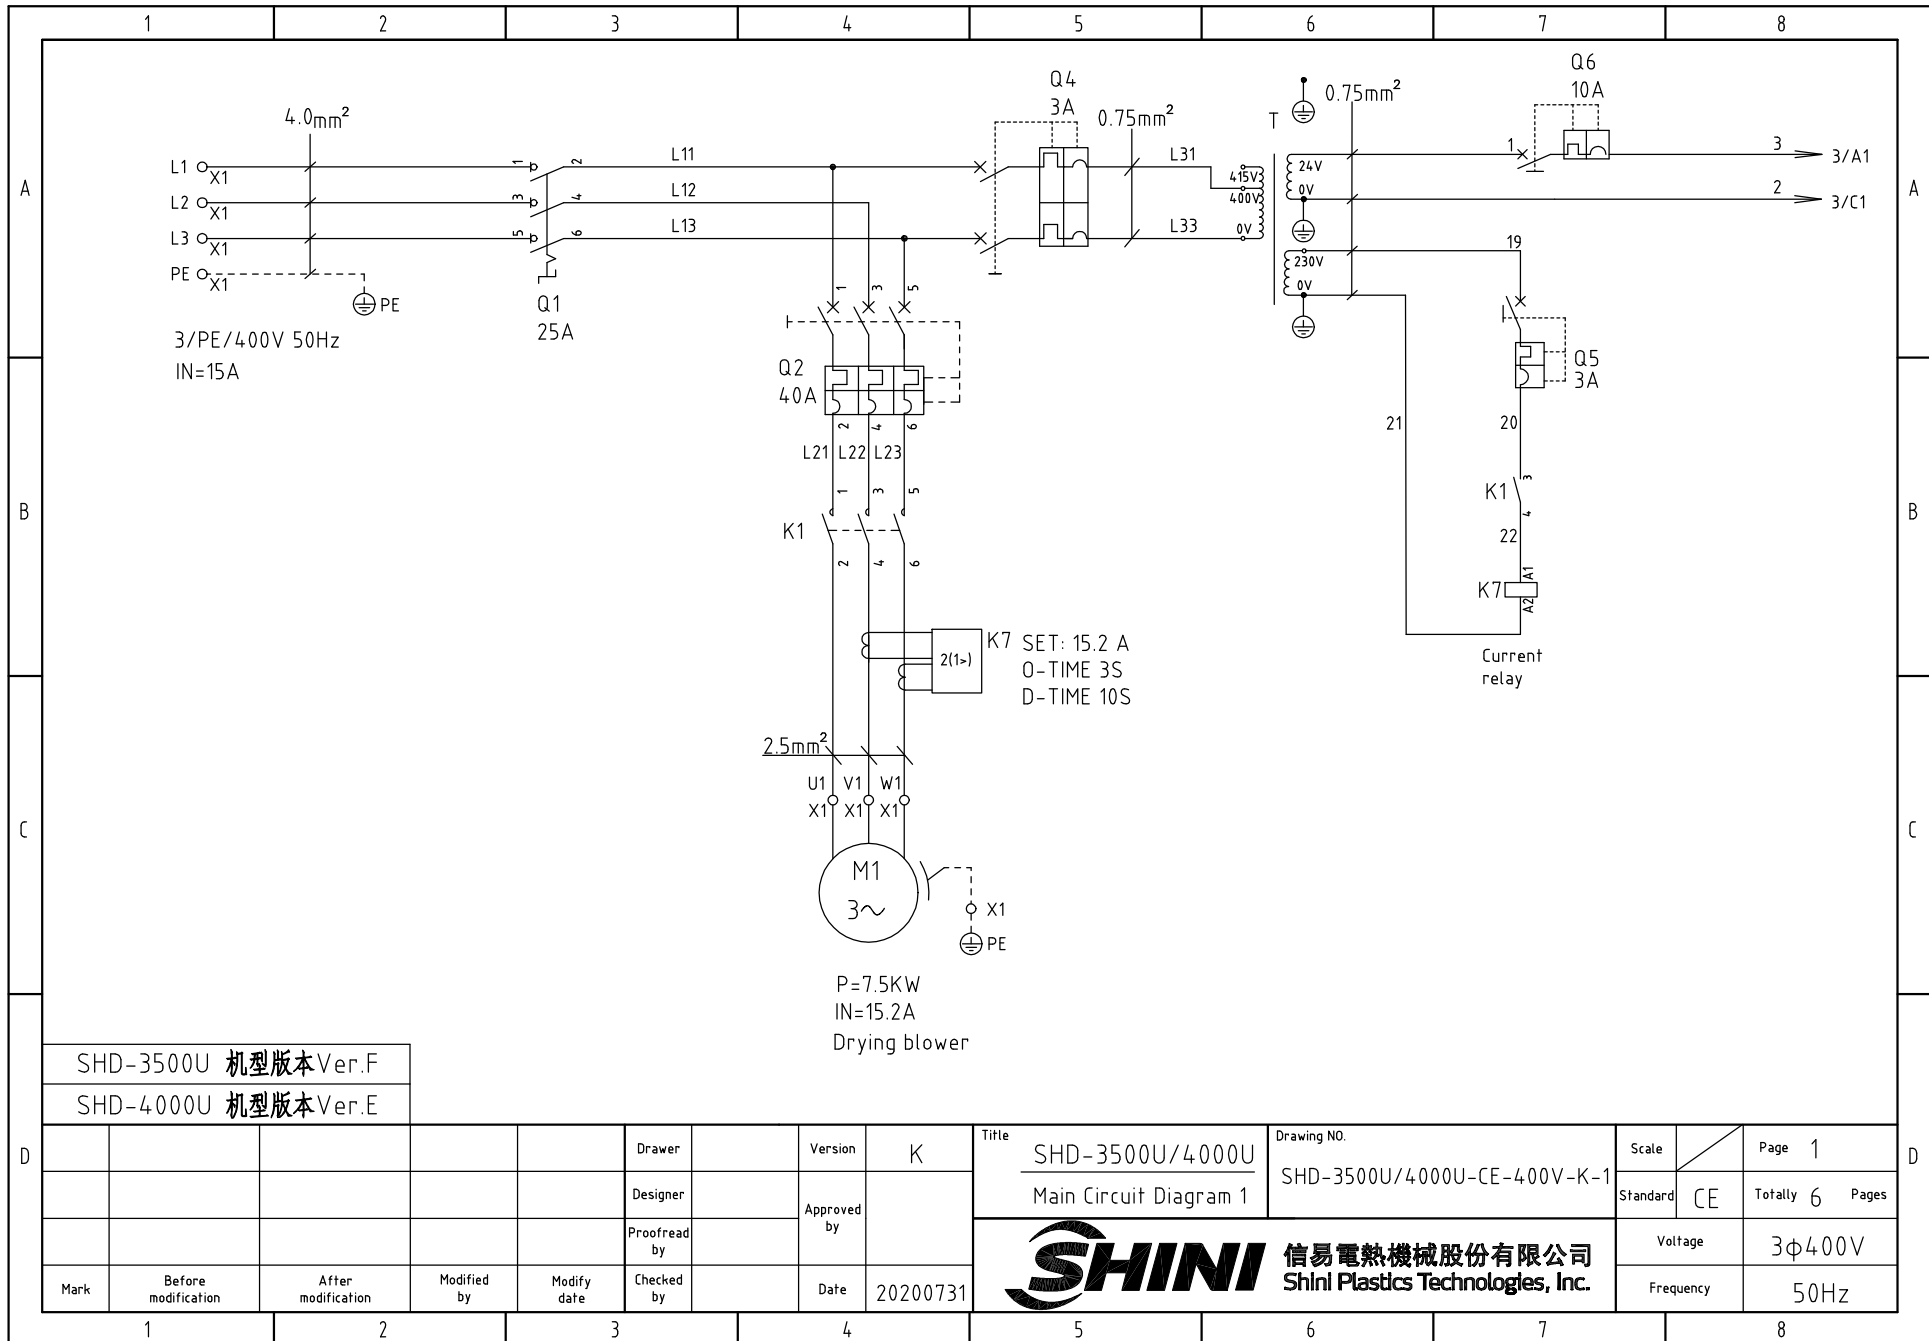 1 2 3 4 5 6 7 8
A
B
C
D
A
B
C
D
4.0mm²
L1 X1
L2 X1
L3 X1
PE X1
PE
3/PE/400V 50Hz
IN=15A
1 2
3 4
5 6
Q1
25A
L11
L12
L13
Q4
3A
0.75mm²
L31
L33
T
415V
400V
0V
24V
0V
230V
0V
0.75mm²
Q6
10A
1
3 3/A1
2 3/C1
19
Q5
3A
21
20
K1
3
4
22
K7
A1
A2
Current
relay
1 3 5
Q2
40A
2 4 6
L21 L22 L23
1 3 5
K1
2 4 6
2(1>)
K7
SET: 15.2 A
O-TIME 3S
D-TIME 10S
2.5mm²
U1 V1 W1
X1 X1 X1
M1
3~
X1
PE
P=7.5KW
IN=15.2A
Drying blower
SHD-3500U 机型版本Ver.F
SHD-4000U 机型版本Ver.E
Mark
Before
modification
After
modification
Modified
by
Modify
date
Drawer
Designer
Proofread
by
Checked
by
Version K
Approved
by
Date 20200731
Title
SHD-3500U/4000U
Main Circuit Diagram 1
Drawing NO.
SHD-3500U/4000U-CE-400V-K-1
SHINI
信易電熱機械股份有限公司
Shini Plastics Technologies, Inc.
Scale
Page 1
Standard CE
Totally 6 Pages
Voltage 3ϕ400V
Frequency 50Hz
1 2 3 4 5 6 7 8